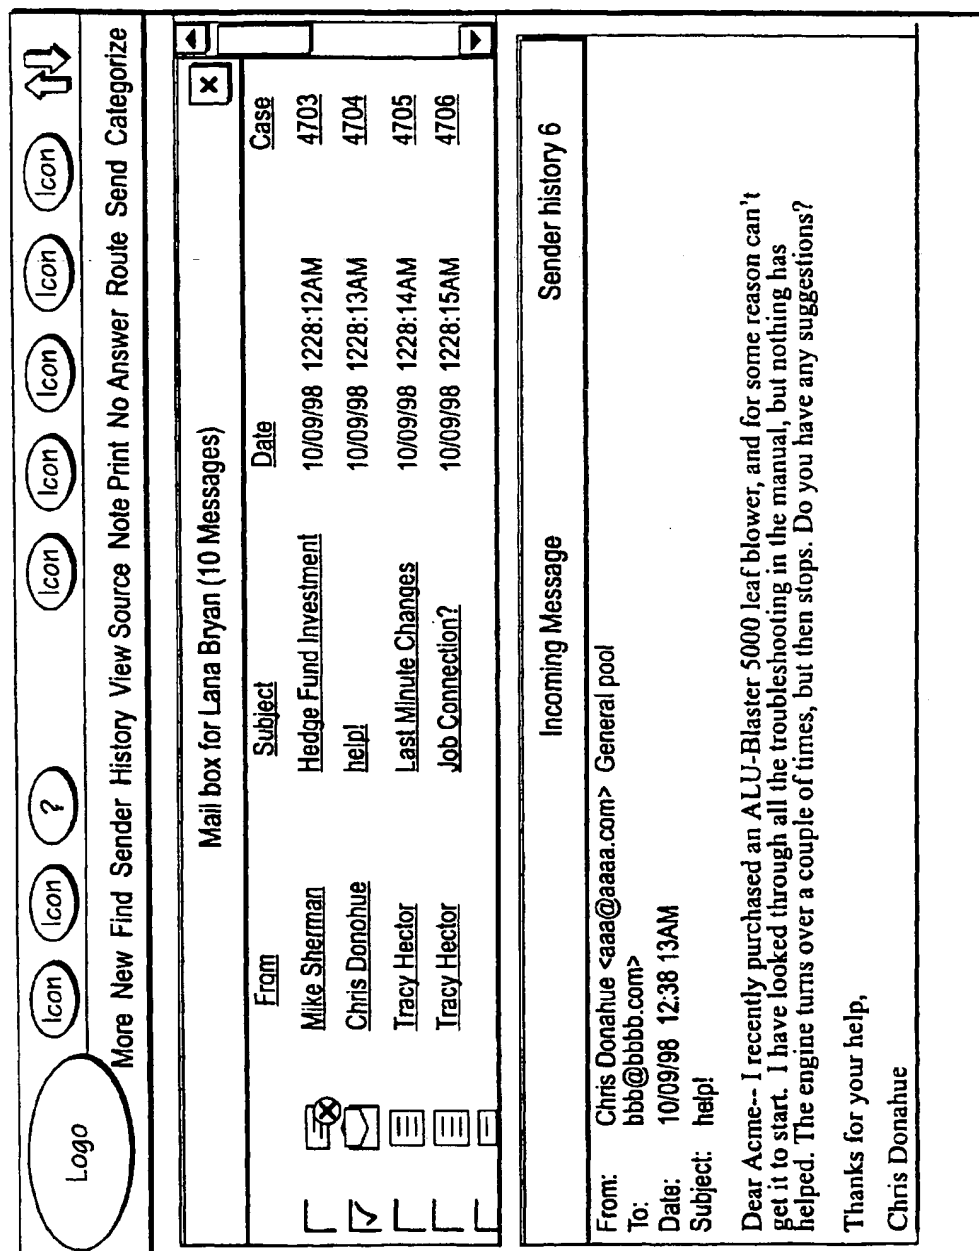 Logo
Icon
Icon
?
Icon
Icon
Icon
Icon
Icon
More New Find Sender History View Source Note Print No Answer Route Send Categorize
Mail box for Lana Bryan (10 Messages)
x
From Subject Date Case
Mike Sherman Hedge Fund Investment 10/09/98 1228:12AM 4703
Chris Donohue help! 10/09/98 1228:13AM 4704
Tracy Hector Last Minute Changes 10/09/98 1228:14AM 4705
Tracy Hector Job Connection? 10/09/98 1228:15AM 4706
Incoming Message Sender history 6
From: Chris Donahue <aaa@aaaa.com> General pool
To: bbb@bbbb.com>
Date: 10/09/98 12:38 13AM
Subject: help!
Dear Acme-- I recently purchased an ALU-Blaster 5000 leaf blower, and for some reason can't
get it to start. I have looked through all the troubleshooting in the manual, but nothing has
helped. The engine turns over a couple of times, but then stops. Do you have any suggestions?
Thanks for your help,
Chris Donahue